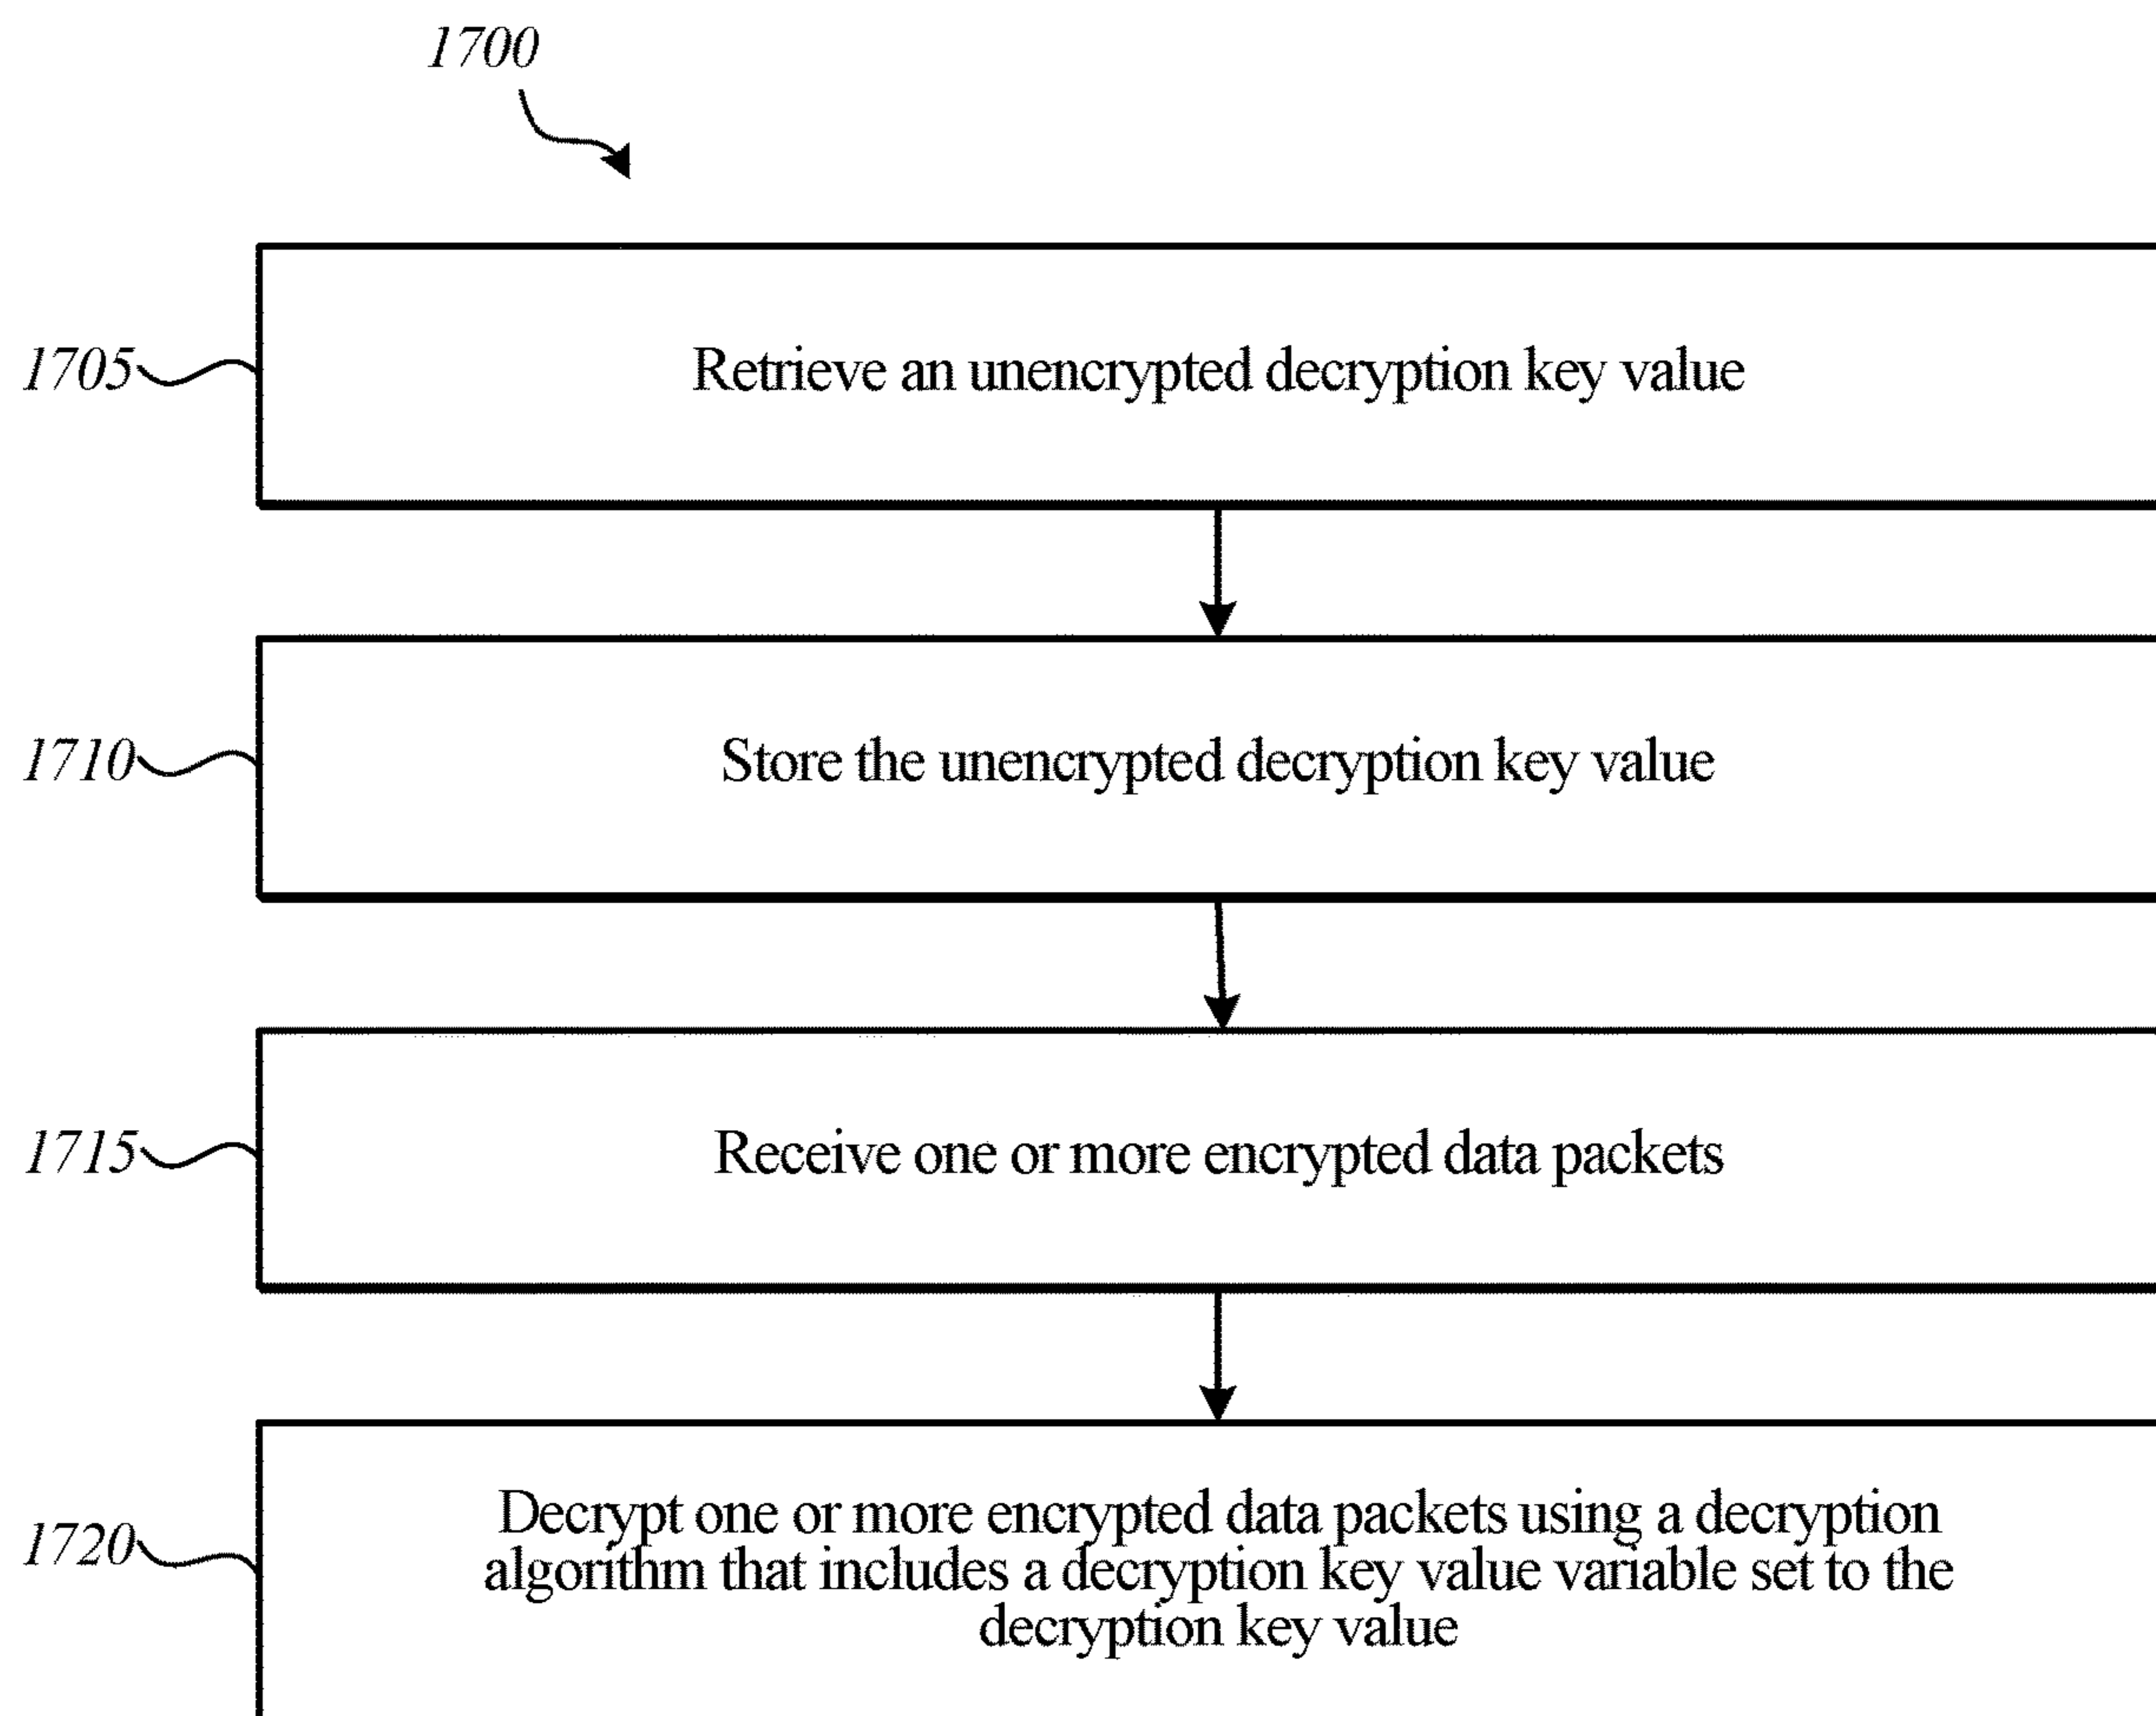 1700
1705
Retrieve an unencrypted decryption key value
1710
Store the unencrypted decryption key value
1715
Receive one or more encrypted data packets
1720
Decrypt one or more encrypted data packets using a decryption
algorithm that includes a decryption key value variable set to the
decryption key value